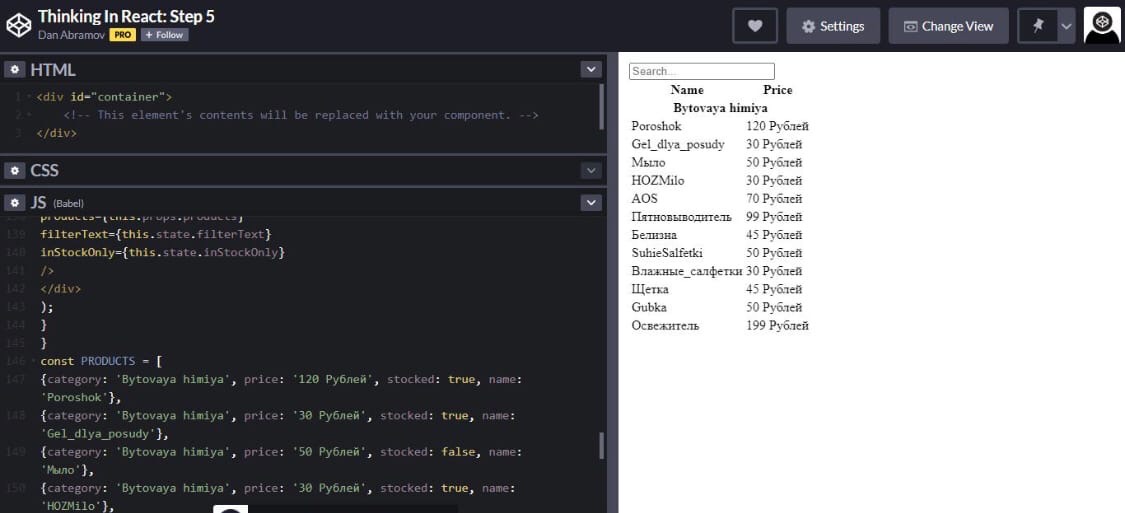 Thinking In React: Step 5
Dan Abramov PRO + Follow
Settings
Change View
HTML
1 <div id="container">
2 <!-- This element's contents will be replaced with your component. -->
3 </div>
CSS
JS (Babel)
products={this.props.products}
139 filterText={this.state.filterText}
140 inStockOnly={this.state.inStockOnly}
141 />
142 </div>
143 );
144 }
145 }
146 const PRODUCTS = [
147 {category: 'Bytovaya himiya', price: '120 Рублей', stocked: true, name:
'Poroshok'},
148 {category: 'Bytovaya himiya', price: '30 Рублей', stocked: true, name:
'Gel_dlya_posudy'},
149 {category: 'Bytovaya himiya', price: '50 Рублей', stocked: false, name:
'Мыло'},
150 {category: 'Bytovaya himiya', price: '30 Рублей', stocked: true, name:
'HOZMilo'},
Search...
Name Price
Bytovaya himiya
Poroshok 120 Рублей
Gel_dlya_posudy 30 Рублей
Мыло 50 Рублей
HOZMilo 30 Рублей
AOS 70 Рублей
Пятновыводитель 99 Рублей
Белизна 45 Рублей
SuhieSalfetki 50 Рублей
Влажные_салфетки 30 Рублей
Щетка 45 Рублей
Gubka 50 Рублей
Освежитель 199 Рублей